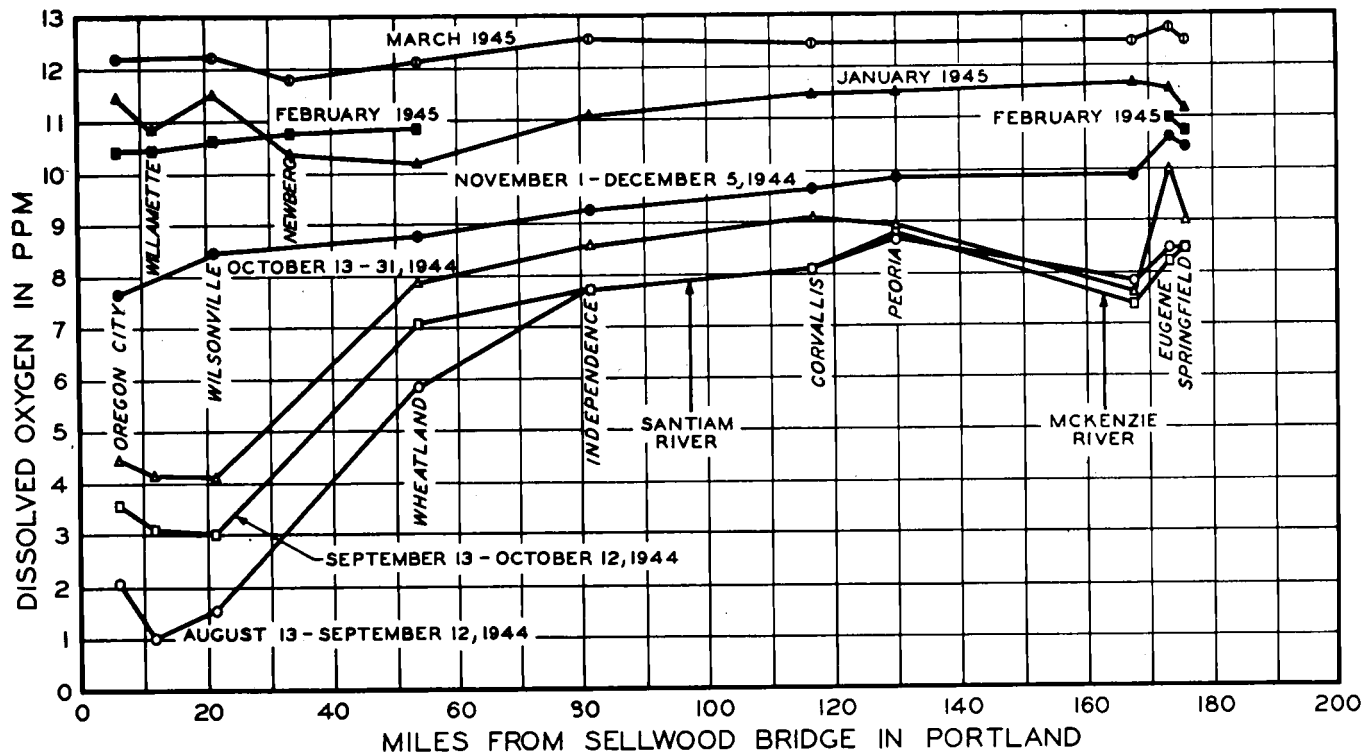 DISSOLVED OXYGEN IN PPM
13
12
11
10
9
8
7
6
5
4
3
2
1
0
MARCH 1945
JANUARY 1945
FEBRUARY 1945
FEBRUARY 1945
NOVEMBER 1-DECEMBER 5, 1944
OCTOBER 13-31, 1944
OREGON CITY
WILLAMETTE
WILSONVILLE
NEWBERG
WHEATLAND
INDEPENDENCE
SANTIAM
RIVER
CORVALLIS
PEORIA
MCKENZIE
RIVER
EUGENE
SPRINGFIELD
SEPTEMBER 13-OCTOBER 12, 1944
AUGUST 13-SEPTEMBER 12, 1944
0 20 40 60 80 100 120 140 160 180 200
MILES FROM SELLWOOD BRIDGE IN PORTLAND